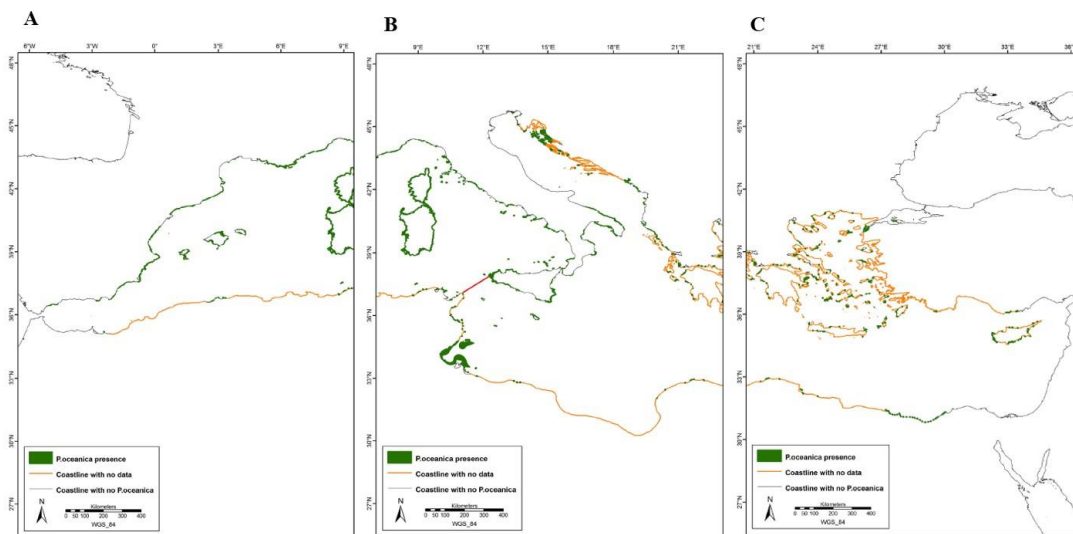 A
6°W 3°W 0° 3°E 6°E 9°E
48°N
45°N
42°N
39°N
36°N
33°N
30°N
27°N
P.oceanica presence
Coastline with no data
Coastline with no P.oceanica
N
Kilometers
0 50 100 200 300 400
WGS_84
B
9°E 12°E 15°E 18°E 21°E
48°N
45°N
42°N
39°N
36°N
33°N
30°N
27°N
P.oceanica presence
Coastline with no data
Coastline with no P.oceanica
N
Kilometers
0 50 100 200 300 400
WGS_84
C
21°E 24°E 27°E 30°E 33°E 36°E
48°N
45°N
42°N
39°N
36°N
33°N
30°N
27°N
P.oceanica presence
Coastline with no data
Coastline with no P.oceanica
N
Kilometers
0 50 100 200 300 400
WGS_84